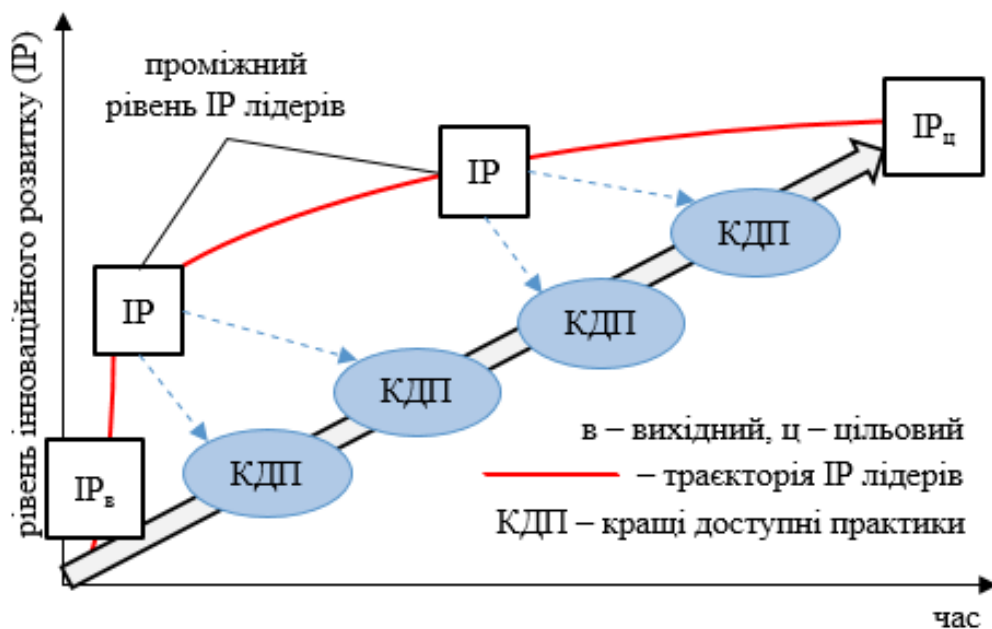 рівень інноваційного розвитку (ІР)
проміжний
рівень ІР лідерів
ІРц
ІР
КДП
ІР
КДП
КДП
в – вихідний, ц – цільовий
КДП
ІРв
– траєкторія ІР лідерів
КДП – кращі доступні практики
час